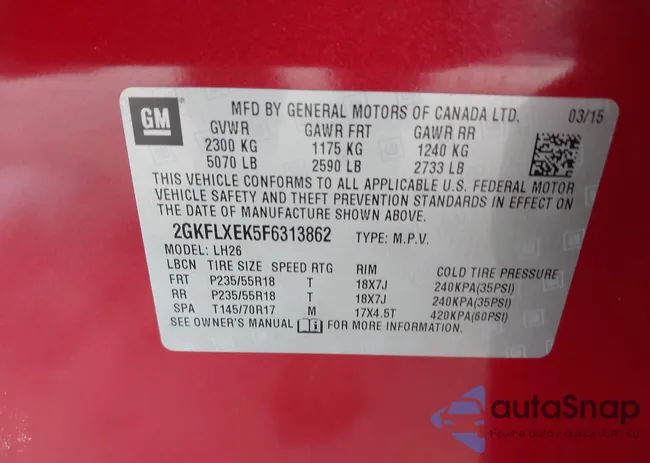 GM
MFD BY GENERAL MOTORS OF CANADA LTD. 03/15
GVWR GAWR FRT GAWR RR
2300 KG 1175 KG 1240 KG
5070 LB 2590 LB 2733 LB
THIS VEHICLE CONFORMS TO ALL APPLICABLE U.S. FEDERAL MOTOR
VEHICLE SAFETY AND THEFT PREVENTION STANDARDS IN EFFECT ON
THE DATE OF MANUFACTURE SHOWN ABOVE.
2GKFLXEK5F6313862 TYPE: M.P.V.
MODEL: LH26
LBCN TIRE SIZE SPEED RTG RIM COLD TIRE PRESSURE
FRT P235/55R18 T 18X7J 240KPA(35PSI)
RR P235/55R18 T 18X7J 240KPA(35PSI)
SPA T145/70R17 M 17X4.5T 420KPA(60PSI)
SEE OWNER'S MANUAL FOR MORE INFORMATION.
autoSnap